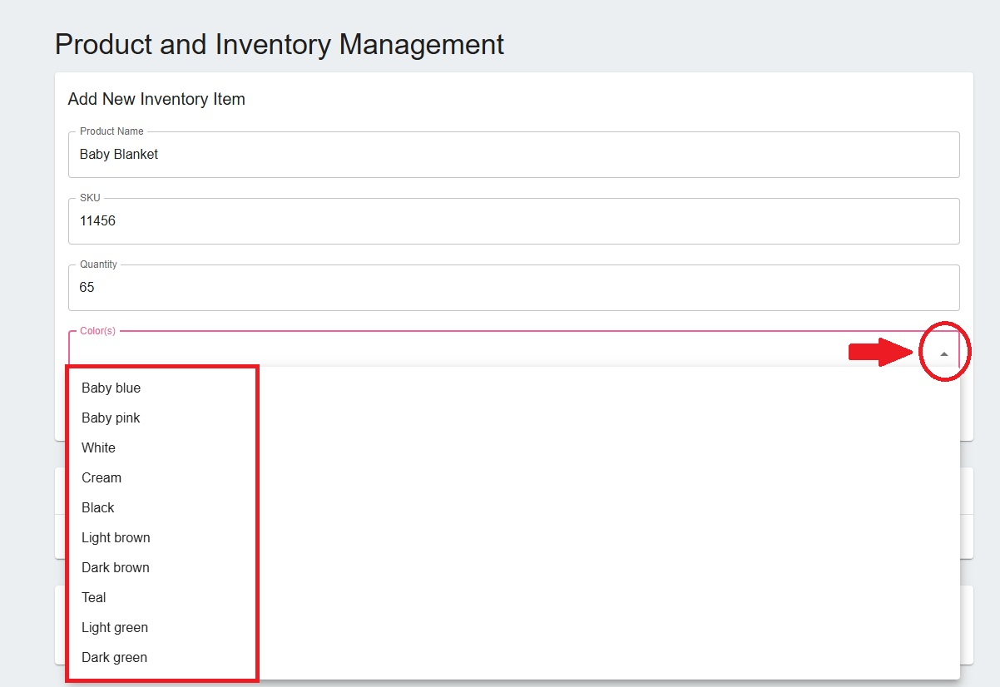 Product and Inventory Management
Add New Inventory Item
Product Name
Baby Blanket
SKU
11456
Quantity
65
Color(s)
Baby blue
Baby pink
White
Cream
Black
Light brown
Dark brown
Teal
Light green
Dark green